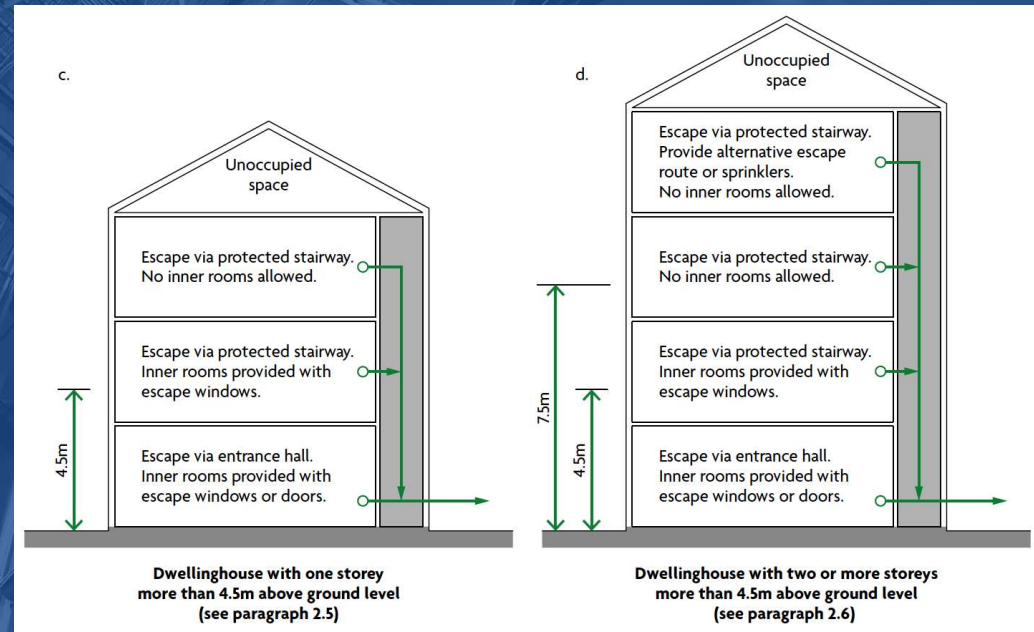 c.
Unoccupied
space
Escape via protected stairway.
No inner rooms allowed.
Escape via protected stairway.
Inner rooms provided with
escape windows.
4.5m
Escape via entrance hall.
Inner rooms provided with
escape windows or doors.
Dwellinghouse with one storey
more than 4.5m above ground level
(see paragraph 2.5)
d.
Unoccupied
space
Escape via protected stairway.
Provide alternative escape
route or sprinklers.
No inner rooms allowed.
Escape via protected stairway.
No inner rooms allowed.
7.5m
4.5m
Escape via protected stairway.
Inner rooms provided with
escape windows.
Escape via entrance hall.
Inner rooms provided with
escape windows or doors.
Dwellinghouse with two or more storeys
more than 4.5m above ground level
(see paragraph 2.6)